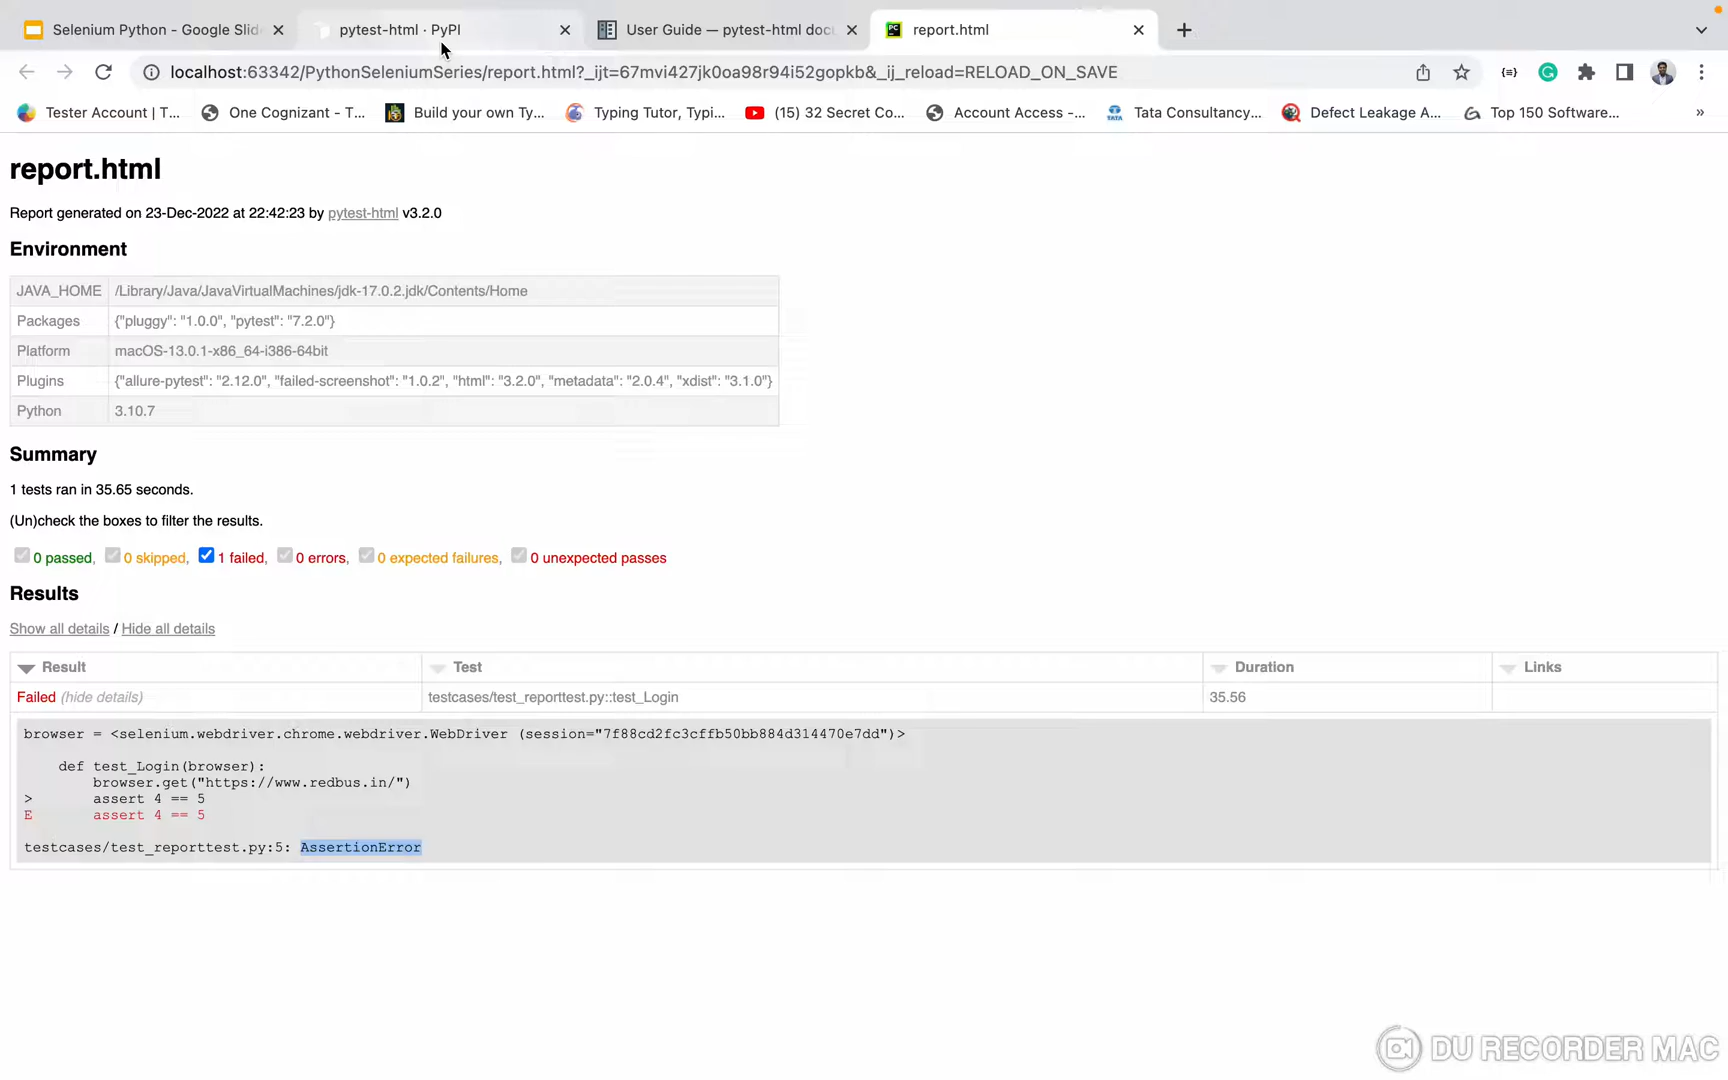 Selenium Python - Google Slid
pytest-html · PyPI
User Guide — pytest-html docu
report.html
localhost:63342/PythonSeleniumSeries/report.html?_ijt=67mvi427jk0oa98r94i52gopkb&_ij_reload=RELOAD_ON_SAVE
Tester Account | T...
One Cognizant - T...
Build your own Ty...
Typing Tutor, Typi...
(15) 32 Secret Co...
Account Access -...
TATA
Tata Consultancy...
Defect Leakage A...
Top 150 Software...
»
report.html
Report generated on 23-Dec-2022 at 22:42:23 by pytest-html v3.2.0
Environment
JAVA_HOME /Library/Java/JavaVirtualMachines/jdk-17.0.2.jdk/Contents/Home
Packages {"pluggy": "1.0.0", "pytest": "7.2.0"}
Platform macOS-13.0.1-x86_64-i386-64bit
Plugins {"allure-pytest": "2.12.0", "failed-screenshot": "1.0.2", "html": "3.2.0", "metadata": "2.0.4", "xdist": "3.1.0"}
Python 3.10.7
Summary
1 tests ran in 35.65 seconds.
(Un)check the boxes to filter the results.
0 passed, 0 skipped, 1 failed, 0 errors, 0 expected failures, 0 unexpected passes
Results
Show all details / Hide all details
Result Test Duration Links
Failed (hide details) testcases/test_reporttest.py::test_Login 35.56
browser = <selenium.webdriver.chrome.webdriver.WebDriver (session="7f88cd2fc3cffb50bb884d314470e7dd")>
def test_Login(browser):
browser.get("https://www.redbus.in/")
> assert 4 == 5
E assert 4 == 5
testcases/test_reporttest.py:5: AssertionError
DU RECORDER MAC